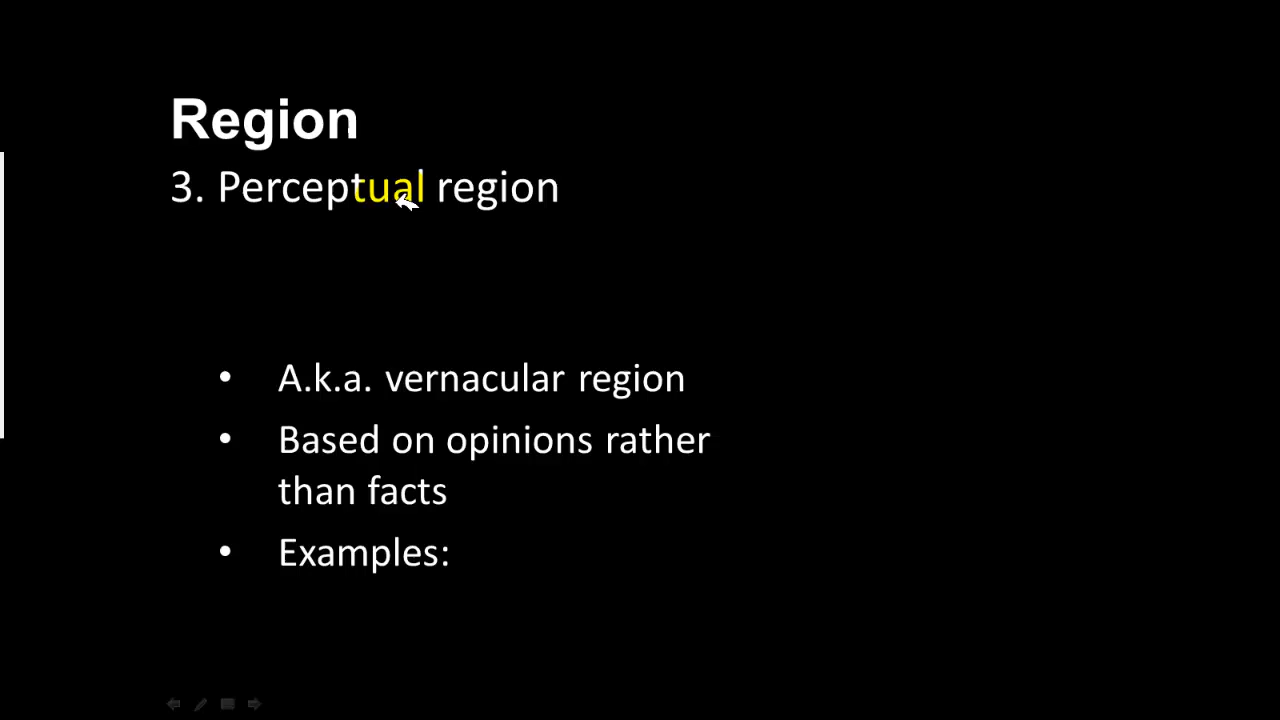 Region
3. Perceptual region
• A.k.a. vernacular region
• Based on opinions rather
than facts
• Examples: